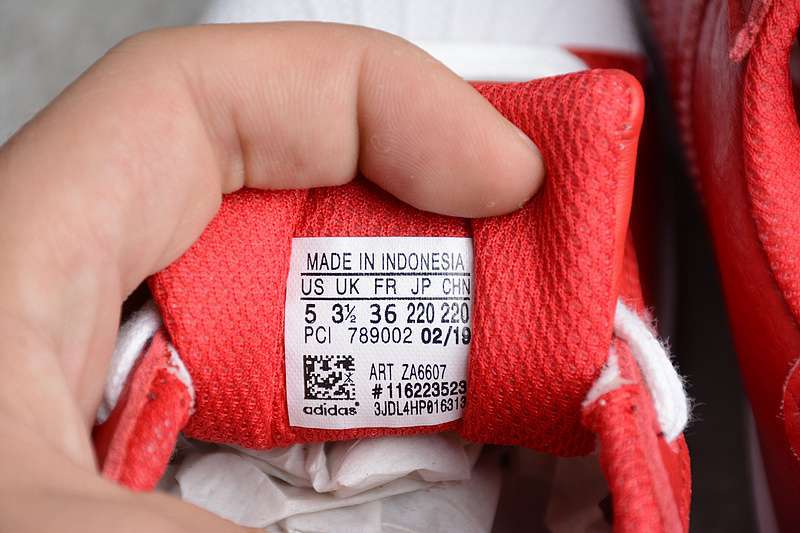 MADE IN INDONESIA
US UK FR JP CHN
5 3½ 36 220 220
PCI 789002 02/19
ART ZA6607
#116223523
adidas® 3JDL4HP016313